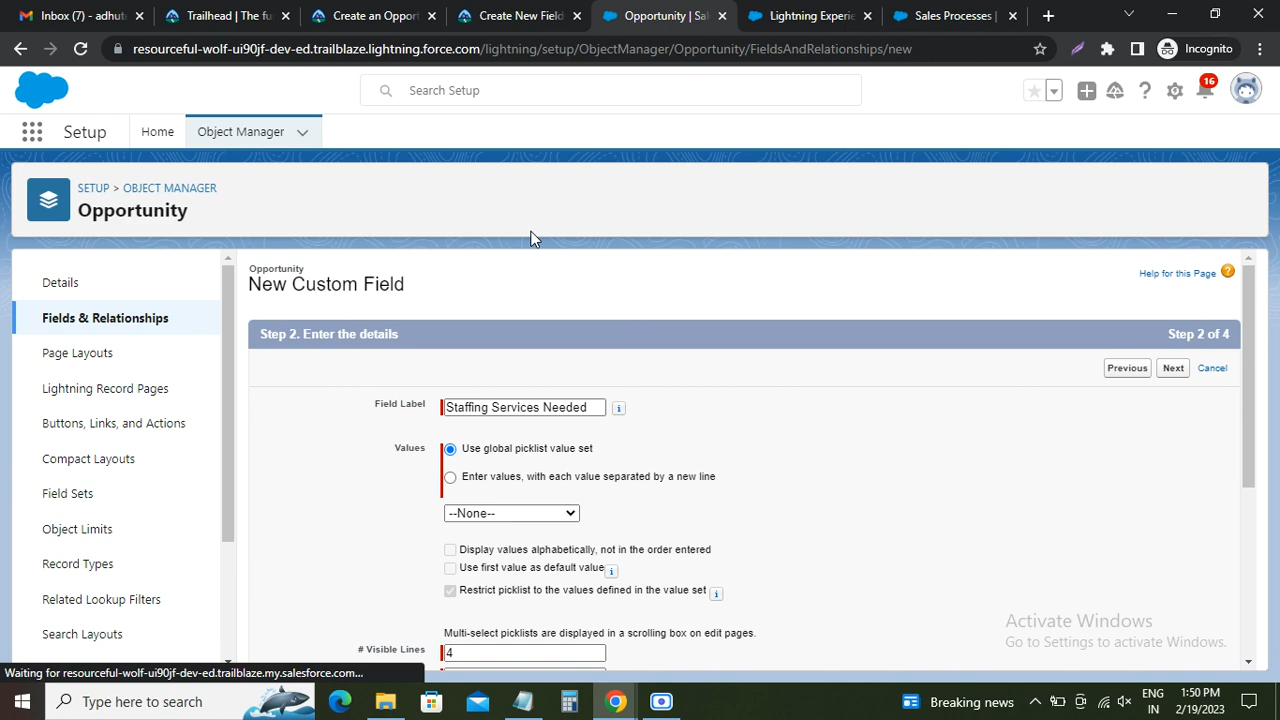 Inbox (7) - adhut
Trailhead | The fu
Create an Opport
Create New Field
Opportunity | Sal
Lightning Experie
Sales Processes |
resourceful-wolf-ui90jf-dev-ed.trailblaze.lightning.force.com/lightning/setup/ObjectManager/Opportunity/FieldsAndRelationships/new
Incognito
Search Setup
16
Setup
Home
Object Manager
SETUP > OBJECT MANAGER
Opportunity
Details
Fields & Relationships
Page Layouts
Lightning Record Pages
Buttons, Links, and Actions
Compact Layouts
Field Sets
Object Limits
Record Types
Related Lookup Filters
Search Layouts
Opportunity
New Custom Field
Help for this Page
Step 2. Enter the details
Step 2 of 4
Previous
Next
Cancel
Field Label
Staffing Services Needed
Values
Use global picklist value set
Enter values, with each value separated by a new line
--None--
Display values alphabetically, not in the order entered
Use first value as default value
Restrict picklist to the values defined in the value set
Multi-select picklists are displayed in a scrolling box on edit pages.
# Visible Lines
4
Activate Windows
Go to Settings to activate Windows.
Waiting for resourceful-wolf-ui90jf-dev-ed.trailblaze.my.salesforce.com...
Type here to search
Breaking news
ENG
IN
1:50 PM
2/19/2023